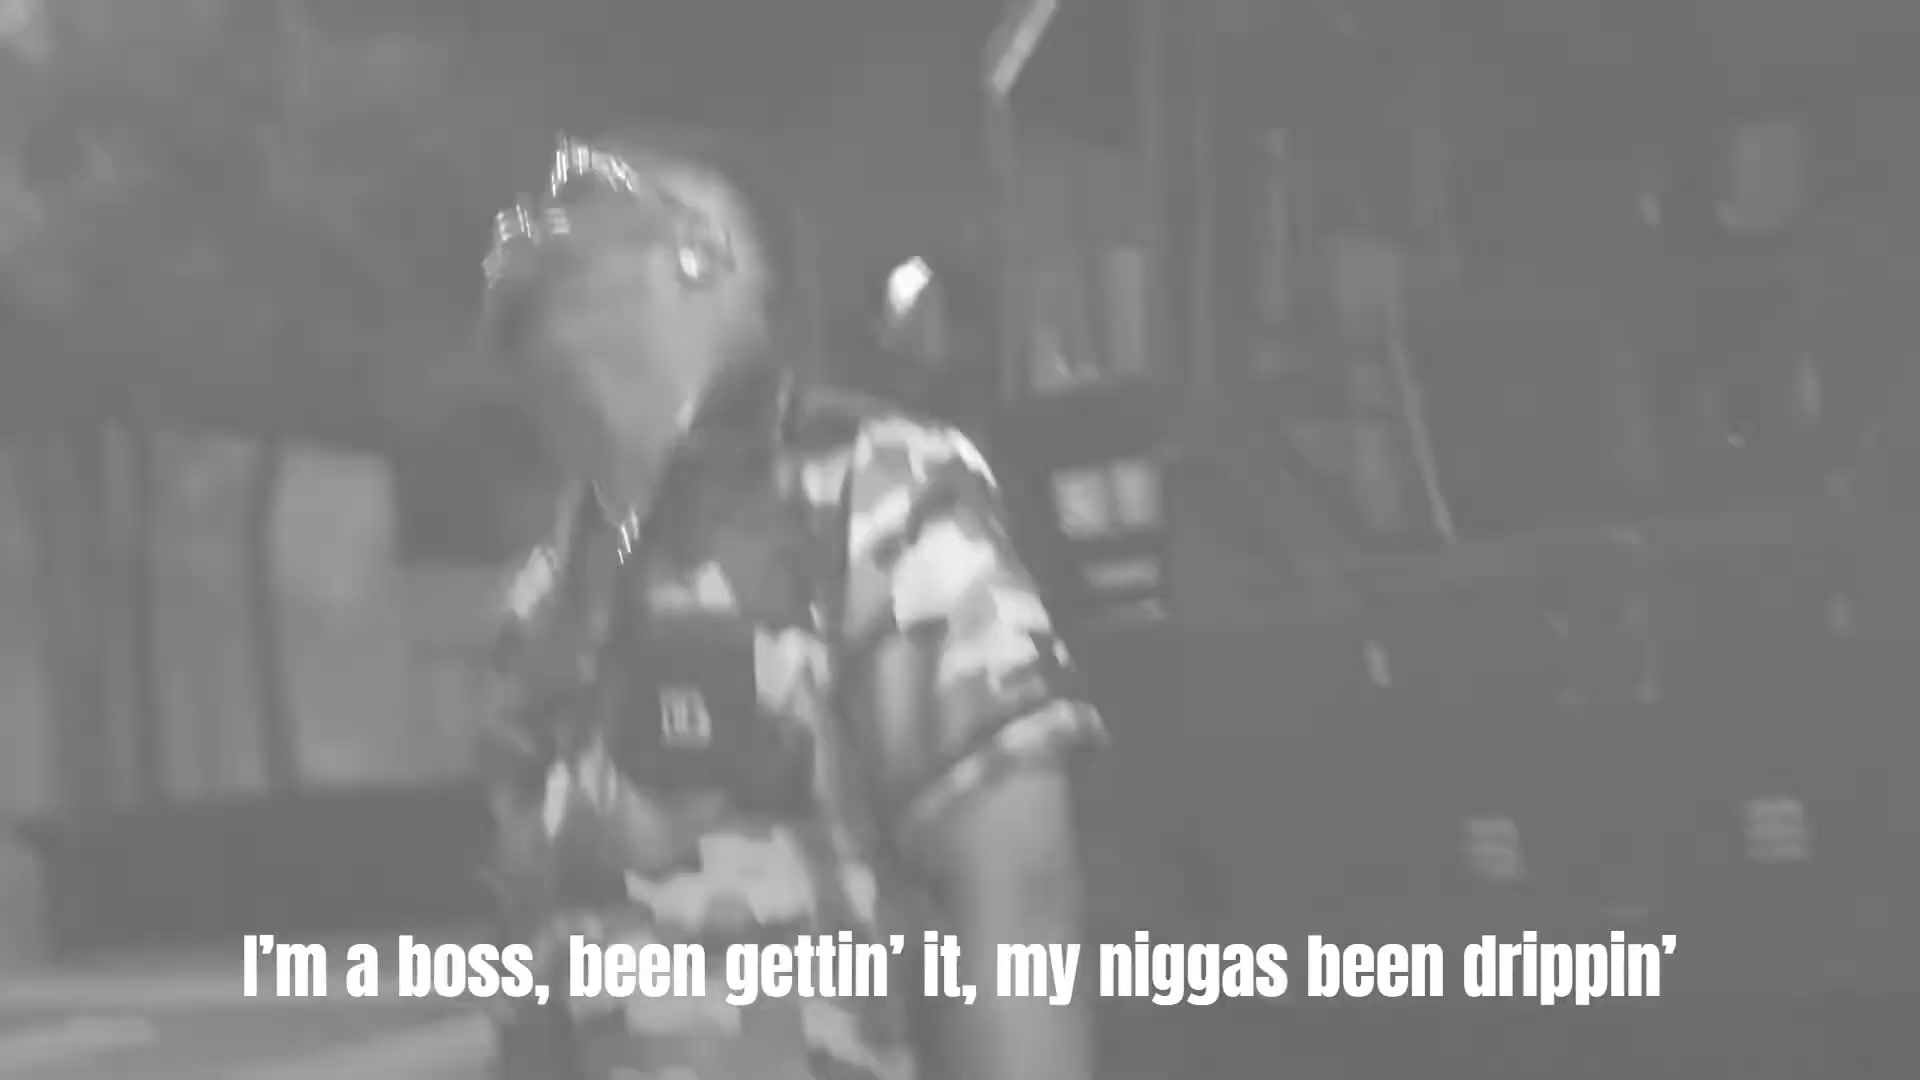 I’m a boss, been gettin’ it, my niggas been drippin’